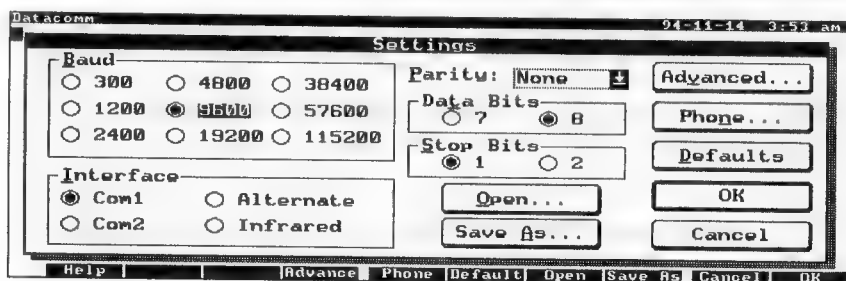 Datacomm 94-11-14 3:53 am
Settings
Baud
300 4800 38400
1200 9600 57600
2400 19200 115200
Interface
Com1 Alternate
Com2 Infrared
Parity: None
Data Bits
7 8
Stop Bits
1 2
Open...
Save As...
Advanced...
Phone...
Defaults
OK
Cancel
Help Advance Phone Default Open Save As Cancel OK